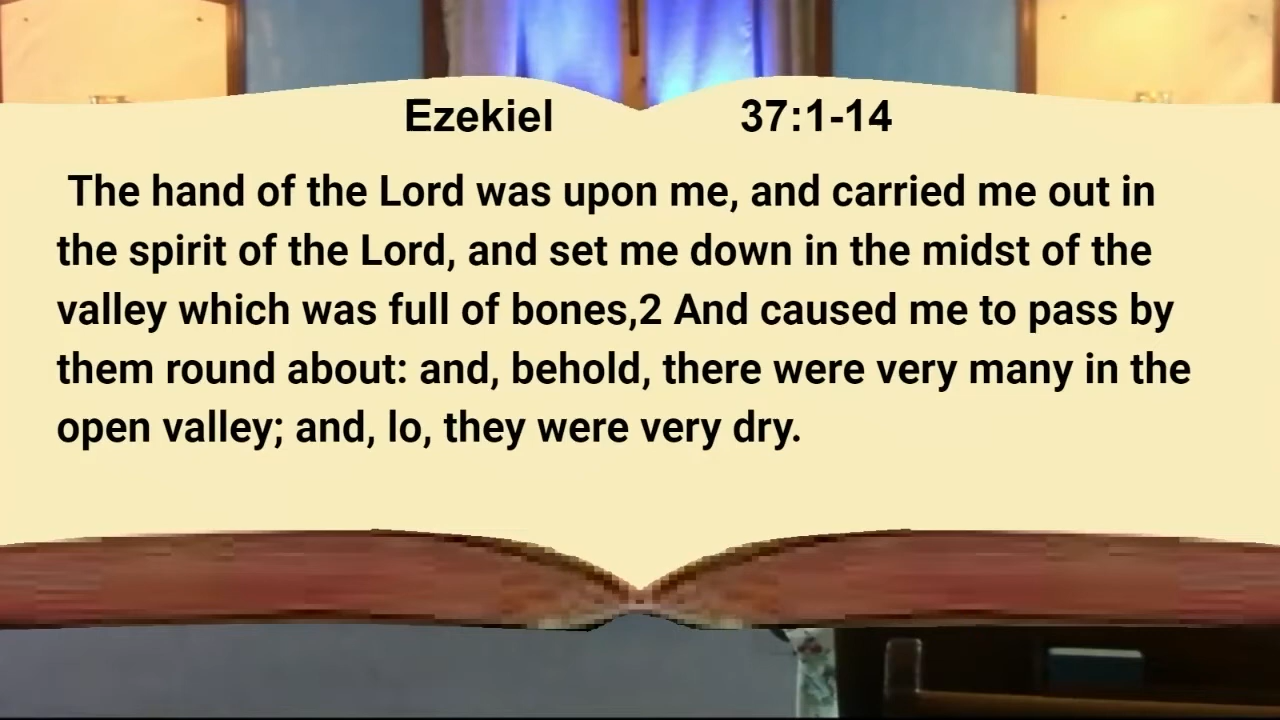 Ezekiel 37:1-14
The hand of the Lord was upon me, and carried me out in
the spirit of the Lord, and set me down in the midst of the
valley which was full of bones,2 And caused me to pass by
them round about: and, behold, there were very many in the
open valley; and, lo, they were very dry.